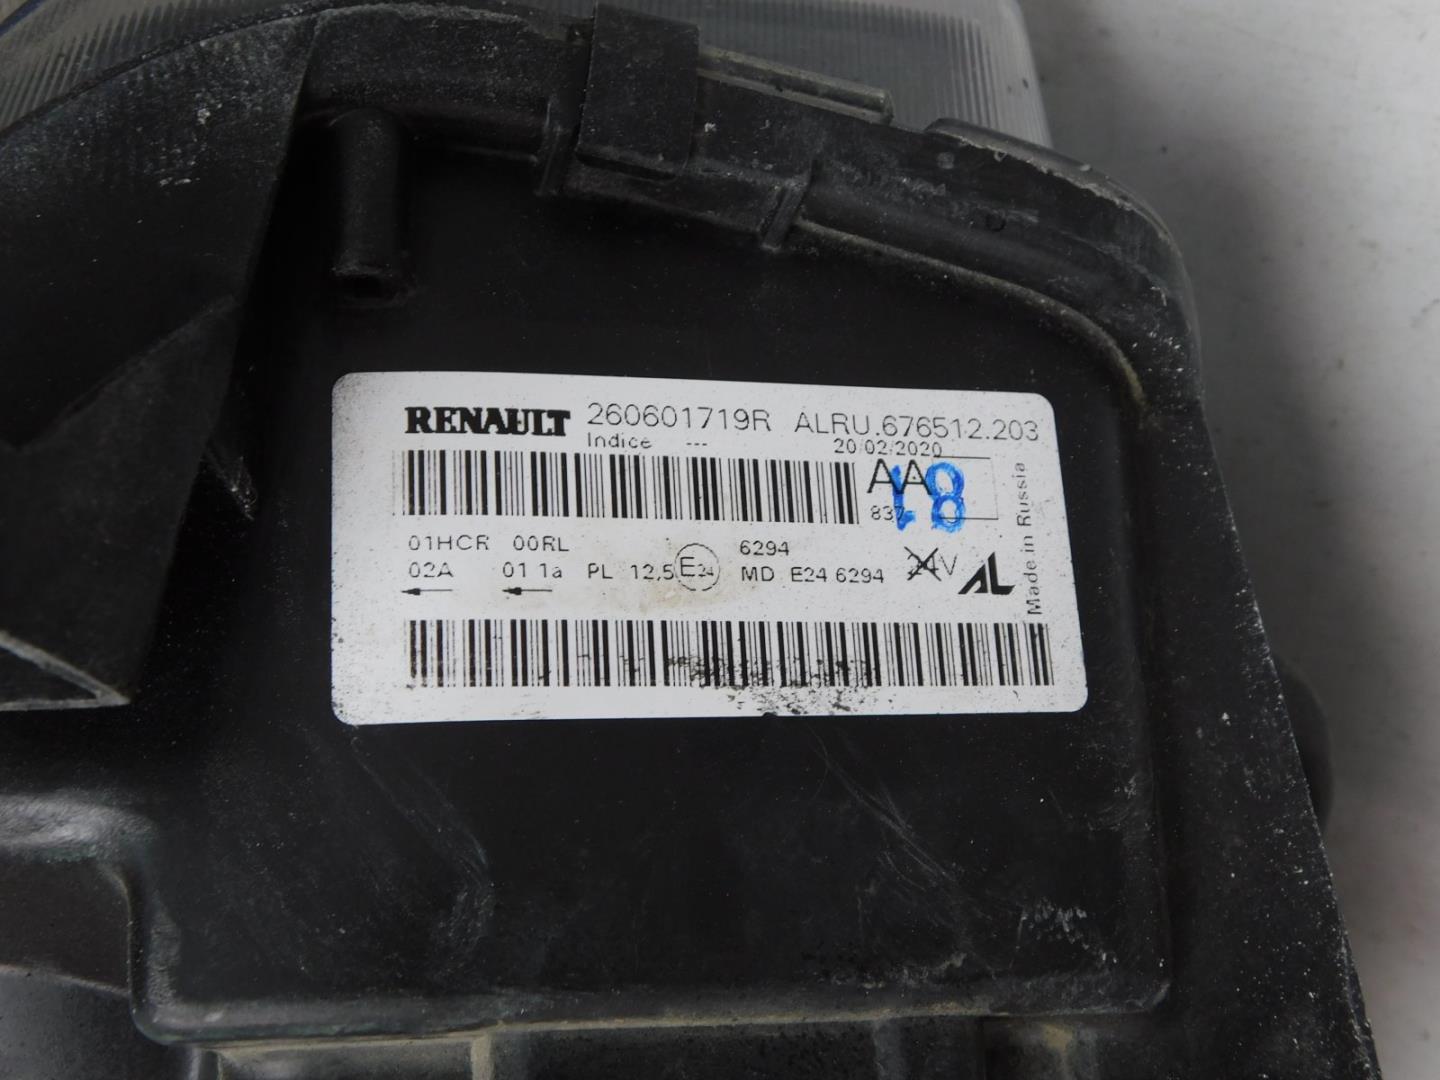 RENAULT 260601719R ALRU.676512.203
Indice --- 20/02/2020
AA
81
837
01HCR 00RL 6294
02A 01 1a PL 12,5 E24 MD E24 6294 24V AL
Made in Russia